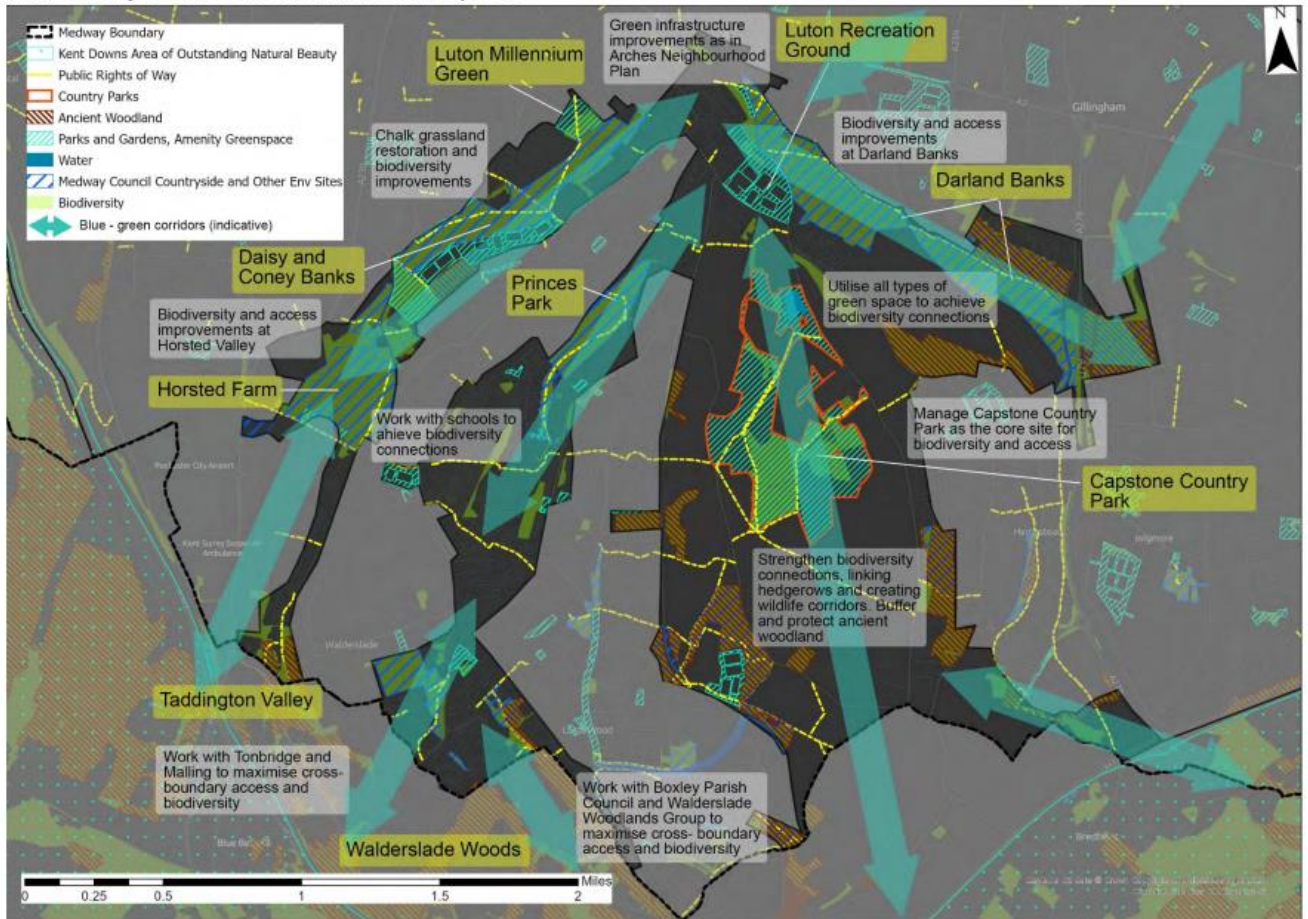 Medway Boundary
Kent Downs Area of Outstanding Natural Beauty
Public Rights of Way
Country Parks
Ancient Woodland
Parks and Gardens, Amenity Greenspace
Water
Medway Council Countryside and Other Env Sites
Biodiversity
Blue - green corridors (indicative)
Luton Millennium
Green
Green infrastructure
improvements as in
Arches Neighbourhood
Plan
Luton Recreation
Ground
N
A2
Gillingham
Chalk grassland
restoration and
biodiversity
improvements
Biodiversity and access
improvements
at Darland Banks
Darland Banks
Daisy and
Coney Banks
Princes
Park
Utilise all types of
green space to achieve
biodiversity connections
Biodiversity and access
improvements at
Horsted Valley
Horsted Farm
Work with schools to
ahieve biodiversity
connections
Manage Capstone Country
Park as the core site for
biodiversity and access
Capstone Country
Park
Strengthen biodiversity
connections, linking
hedgerows and creating
wildlife corridors. Buffer
and protect ancient
woodland
Walderslade
Taddington Valley
Work with Tonbridge and
Malling to maximise cross-
boundary access and
biodiversity
Work with Boxley Parish
Council and Walderslade
Woodlands Group to
maximise cross- boundary
access and biodiversity
Walderslade Woods
Miles
0 0.25 0.5 1 1.5 2